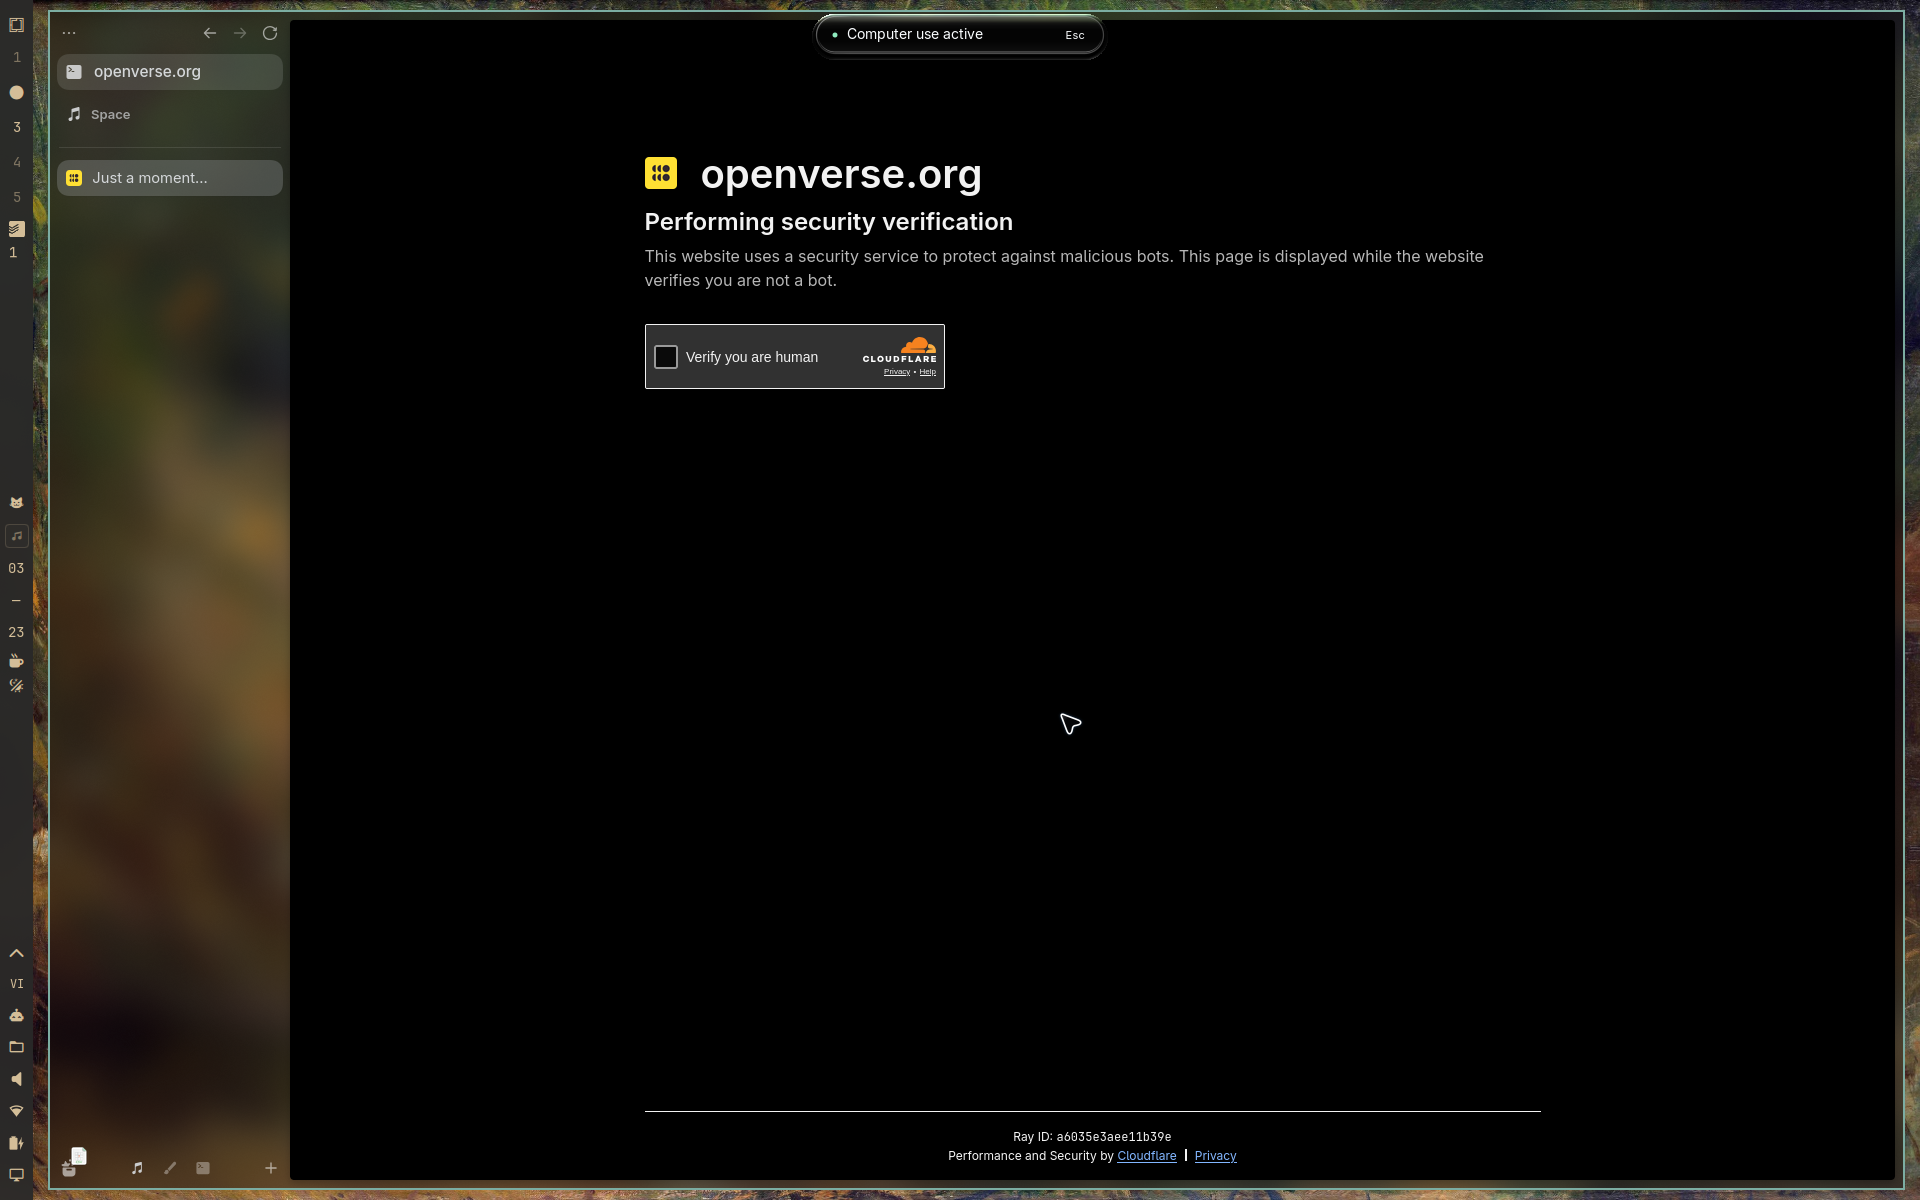 Computer use active
Esc
openverse.org
Space
Just a moment...
1
3
4
5
1
03
23
VI
openverse.org
Performing security verification
This website uses a security service to protect against malicious bots. This page is displayed while the website
verifies you are not a bot.
Verify you are human
CLOUDFLARE
Privacy • Help
Ray ID: a6035e3aee11b39e
Performance and Security by Cloudflare | Privacy